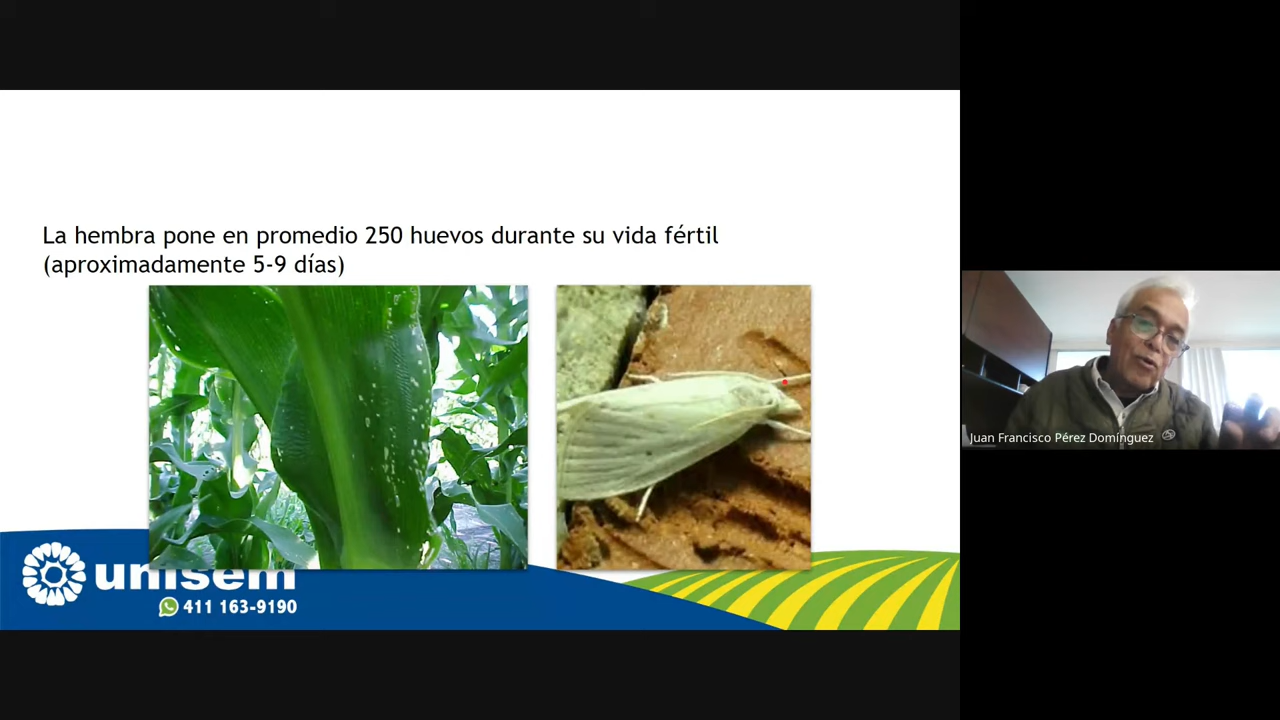 La hembra pone en promedio 250 huevos durante su vida fértil
(aproximadamente 5-9 días)
unisem
411 163-9190
Juan Francisco Pérez Domínguez